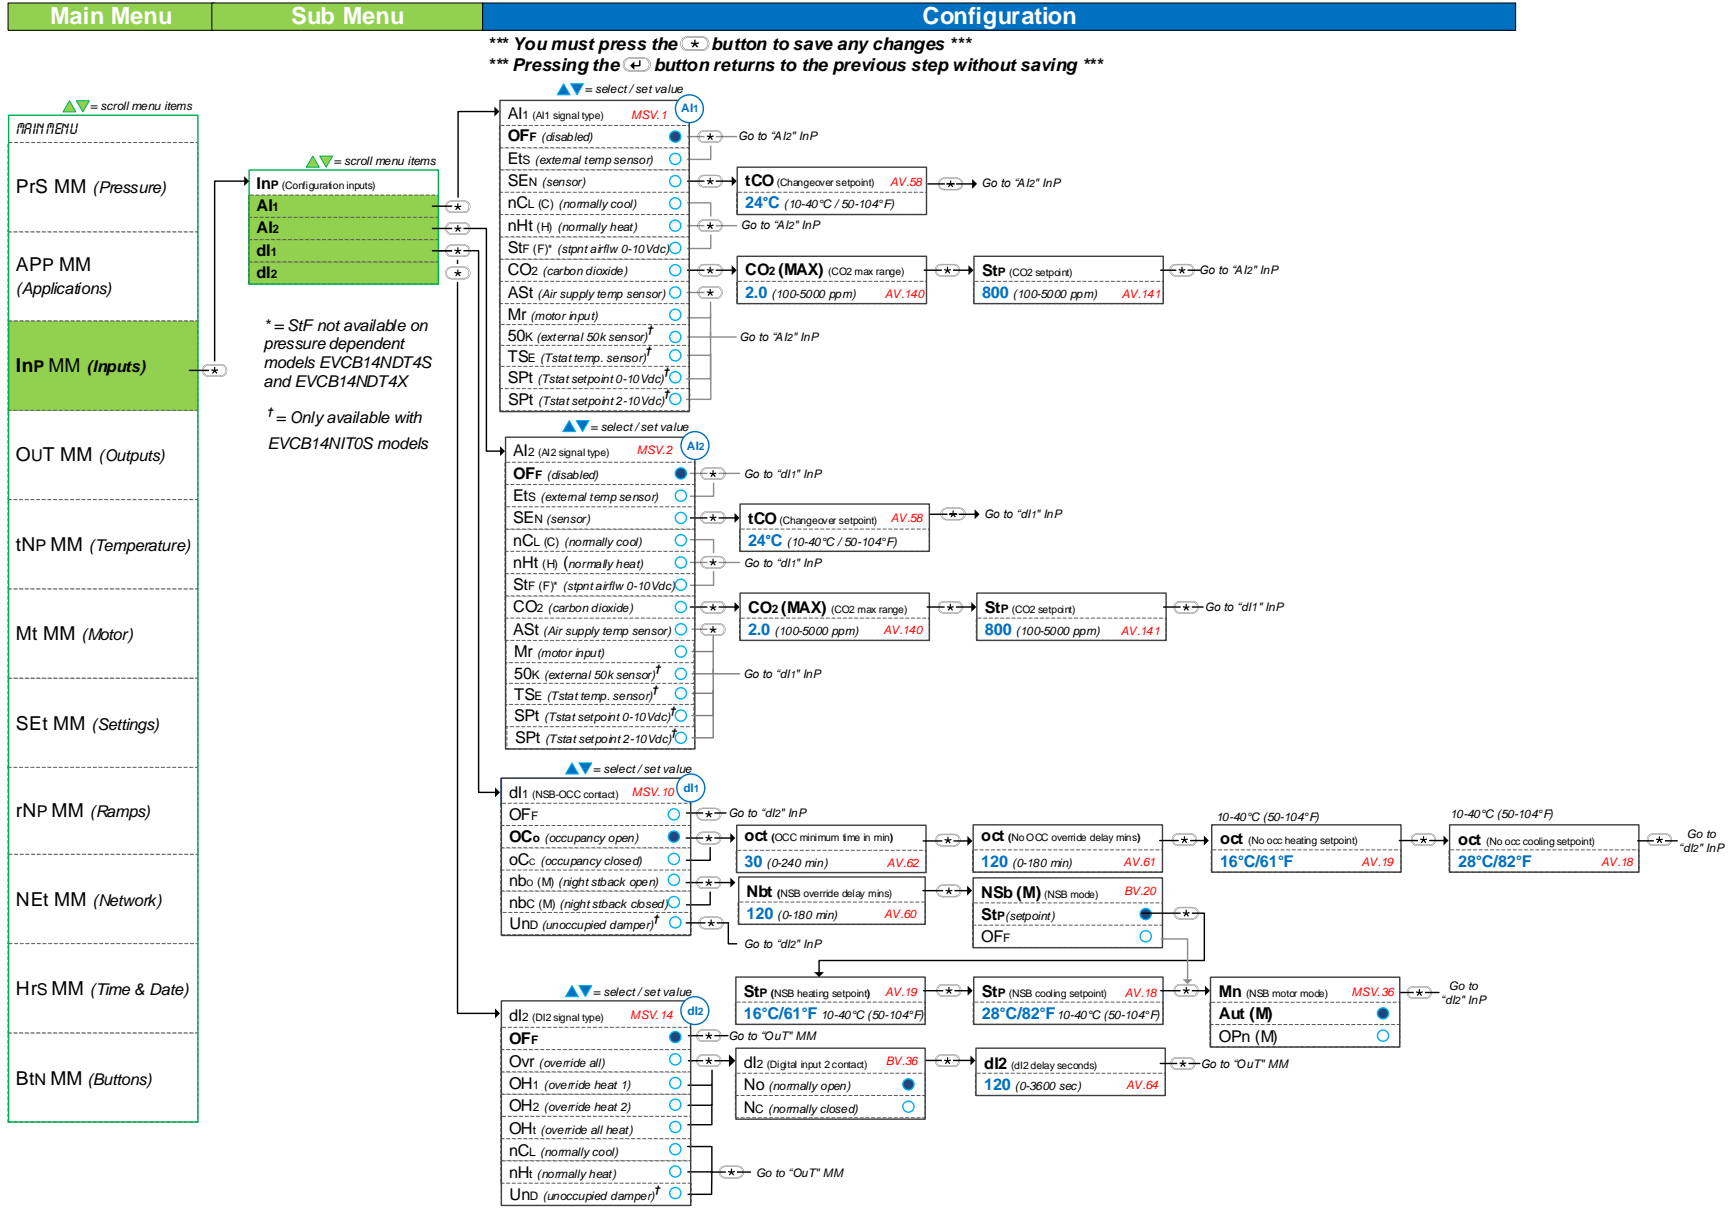 Main Menu
Sub Menu
Configuration
*** You must press the * button to save any changes ***
*** Pressing the ↵ button returns to the previous step without saving ***
▲▼= scroll menu items
MAIN MENU
PrS MM (Pressure)
APP MM
(Applications)
InP MM (Inputs)
*
OuT MM (Outputs)
tNP MM (Temperature)
Mt MM (Motor)
SEt MM (Settings)
rNP MM (Ramps)
NEt MM (Network)
HrS MM (Time & Date)
BtN MM (Buttons)
▲▼= scroll menu items
InP (Configuration inputs)
AI1 *
AI2 *
dI1 *
dI2 *
* = StF not available on
pressure dependent
models EVCB14NDT4S
and EVCB14NDT4X
† = Only available with
EVCB14NIT0S models
▲▼= select / set value
AI1
AI1 (AI1 signal type) MSV.1
OFF (disabled) * Go to “AI2” InP
Ets (external temp sensor)
SEN (sensor) * tCO (Changeover setpoint) AV.58 * Go to “AI2” InP
24°C (10-40°C / 50-104°F)
nCL (C) (normally cool)
nHt (H) (normally heat) * Go to “AI2” InP
StF (F)* (stpnt airflw 0-10Vdc)
CO2 (carbon dioxide) * CO2 (MAX) (CO2 max range) * StP (CO2 setpoint) * Go to “AI2” InP
2.0 (100-5000 ppm) AV.140
800 (100-5000 ppm) AV.141
ASt (Air supply temp sensor) *
Mr (motor input)
50K (external 50k sensor)† Go to “AI2” InP
TSE (Tstat temp. sensor)†
SPt (Tstat setpoint 0-10Vdc)†
SPt (Tstat setpoint 2-10Vdc)†
▲▼= select / set value
AI2
AI2 (AI2 signal type) MSV.2
OFF (disabled) * Go to “dI1” InP
Ets (external temp sensor)
SEN (sensor) * tCO (Changeover setpoint) AV.58 * Go to “dI1” InP
24°C (10-40°C / 50-104°F)
nCL (C) (normally cool)
nHt (H) (normally heat) * Go to “dI1” InP
StF (F)* (stpnt airflw 0-10Vdc)
CO2 (carbon dioxide) * CO2 (MAX) (CO2 max range) * StP (CO2 setpoint) * Go to “dI1” InP
2.0 (100-5000 ppm) AV.140
800 (100-5000 ppm) AV.141
ASt (Air supply temp sensor) *
Mr (motor input)
50K (external 50k sensor)† Go to “dI1” InP
TSE (Tstat temp. sensor)†
SPt (Tstat setpoint 0-10Vdc)†
SPt (Tstat setpoint 2-10Vdc)†
▲▼= select / set value
dI1
dI1 (NSB-OCC contact) MSV.10
OFF * Go to “dI2” InP
OCo (occupancy open) * oct (OCC minimum time in min) * oct (No OCC override delay mins) *
30 (0-240 min) AV.62
120 (0-180 min) AV.61
10-40°C (50-104°F)
oct (No occ heating setpoint) *
16°C/61°F AV.19
10-40°C (50-104°F)
oct (No occ cooling setpoint) *
28°C/82°F AV.18
Go to
“dI2” InP
oCc (occupancy closed)
nbo (M) (night stback open) * Nbt (NSB override delay mins) * NSb (M) (NSB mode) BV.20
120 (0-180 min) AV.60
StP(setpoint) *
OFF
nbC (M) (night stback closed)
UnD (unoccupied damper)† *
Go to “dI2” InP
StP (NSB heating setpoint) AV.19 *
16°C/61°F 10-40°C (50-104°F)
StP (NSB cooling setpoint) AV.18 *
28°C/82°F 10-40°C (50-104°F)
Mn (NSB motor mode) MSV.36 *
Aut (M)
OPn (M)
Go to
“dI2” InP
▲▼= select / set value
dI2
dI2 (DI2 signal type) MSV.14
OFF * Go to “OuT” MM
Ovr (override all) * dI2 (Digital input 2 contact) BV.36 * dI2 (dI2 delay seconds) * Go to “OuT” MM
No (normally open)
NC (normally closed)
120 (0-3600 sec) AV.64
OH1 (override heat 1)
OH2 (override heat 2)
OHt (override all heat)
nCL (normally cool)
nHt (normally heat) * Go to “OuT” MM
UnD (unoccupied damper)†